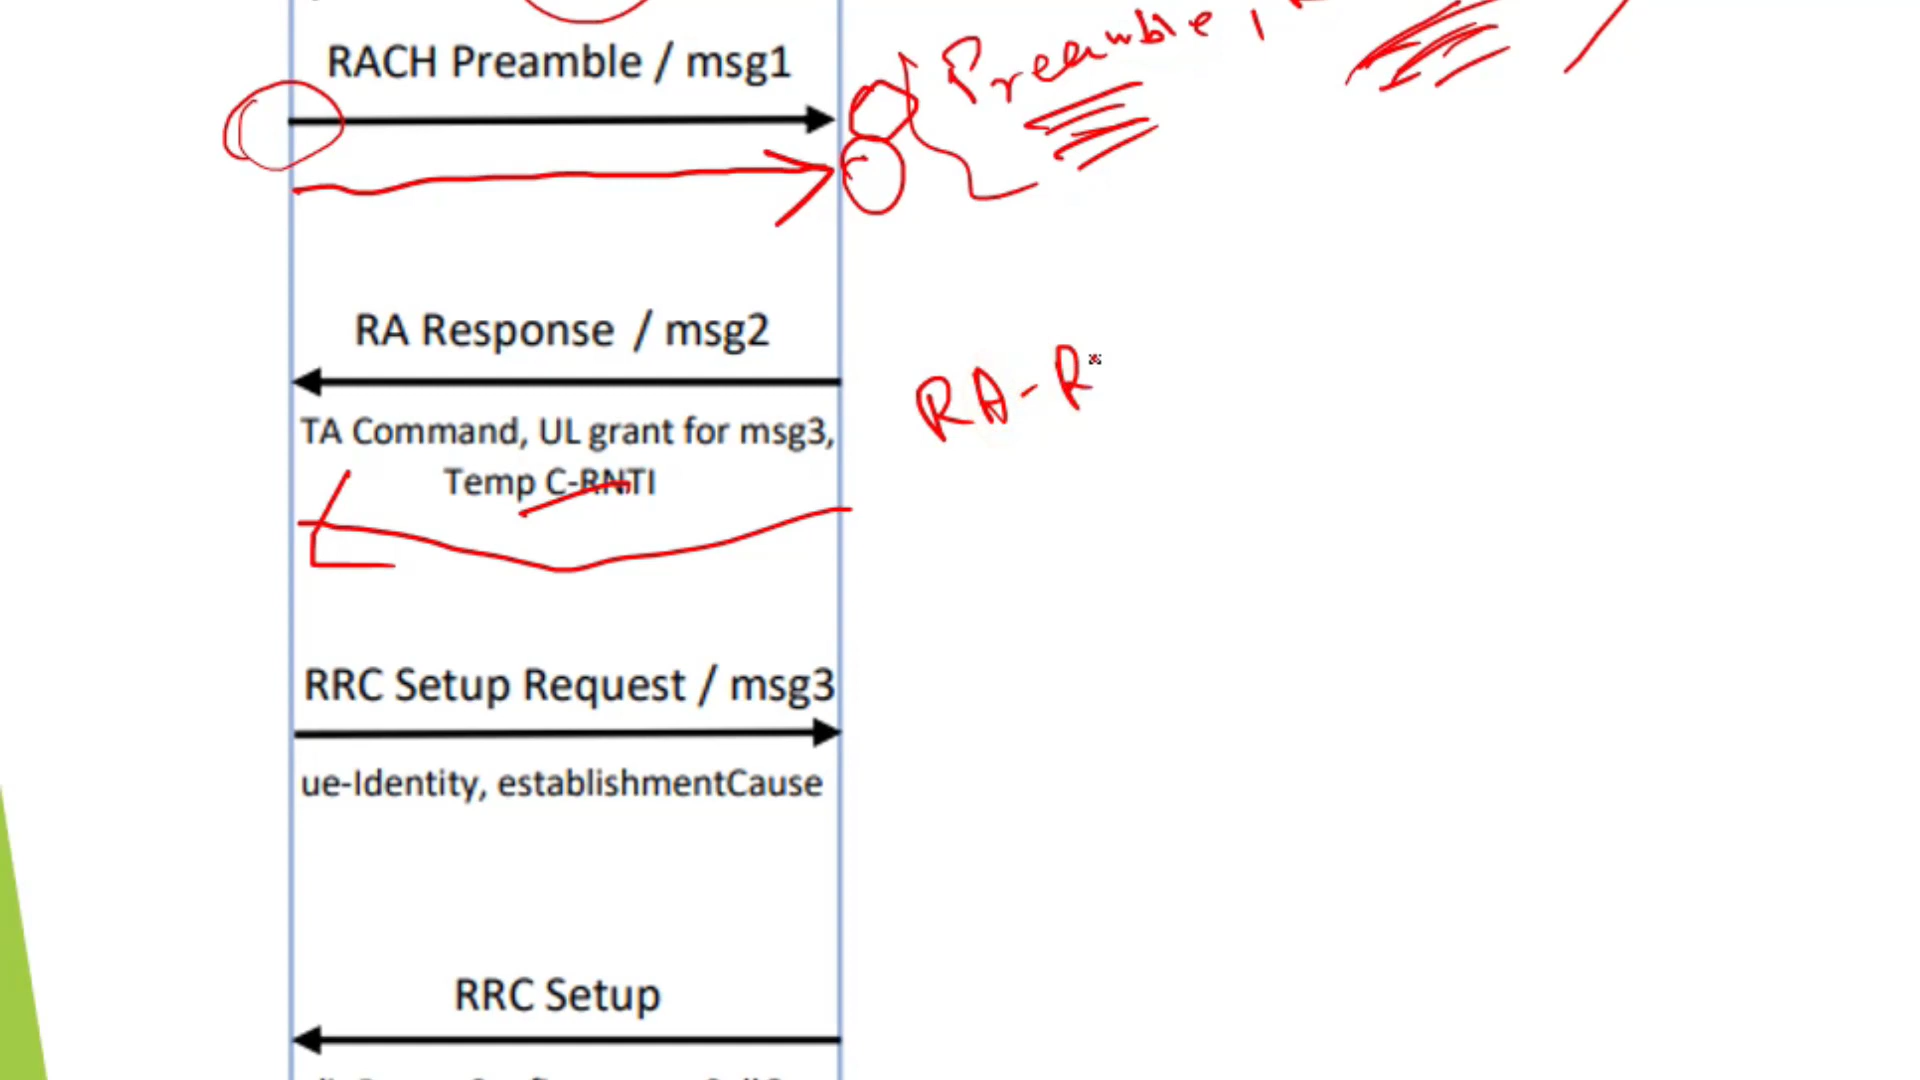 RACH Preamble / msg1
Preamble,
RA Response / msg2
RA-R
TA Command, UL grant for msg3,
Temp C-RNTI
RRC Setup Request / msg3
ue-Identity, establishmentCause
RRC Setup